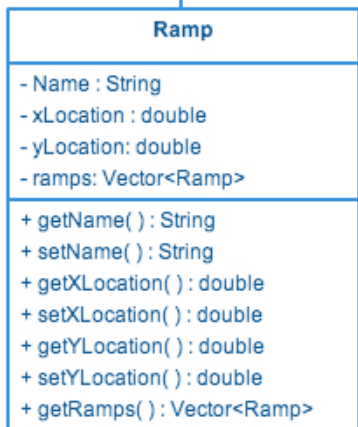 Ramp
- Name : String
- xLocation : double
- yLocation: double
- ramps: Vector<Ramp>
+ getName( ) : String
+ setName( ) : String
+ getXLocation( ) : double
+ setXLocation( ) : double
+ getYLocation( ) : double
+ setYLocation( ) : double
+ getRamps( ) : Vector<Ramp>